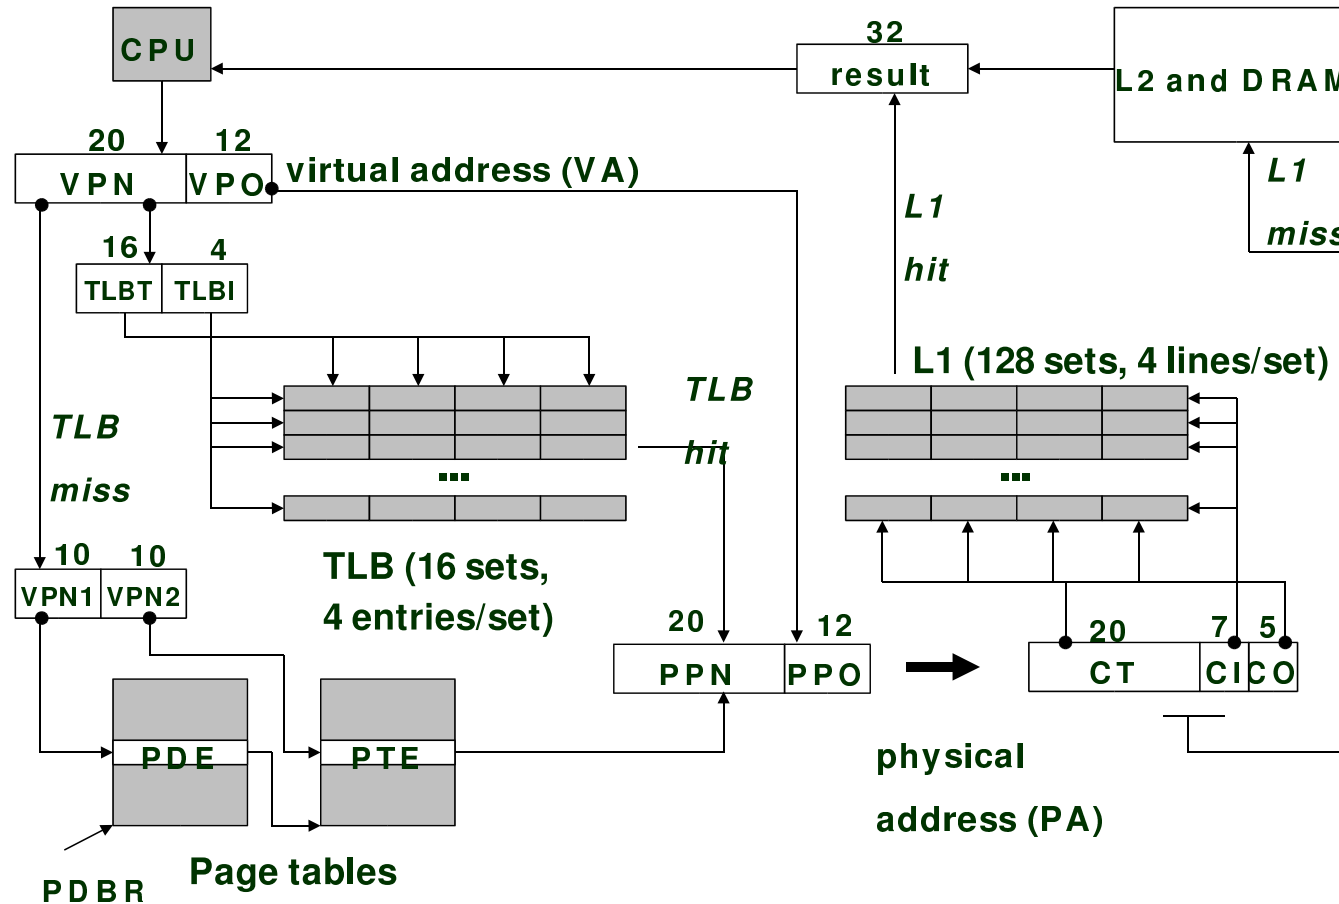 CPU
32
result
L2 and DRAM
20
12
VPN
VPO
virtual address (VA)
L1
hit
L1
miss
16
4
TLBT
TLBI
L1 (128 sets, 4 lines/set)
TLB
hit
TLB
miss
...
...
10
10
VPN1
VPN2
TLB (16 sets,
4 entries/set)
20
12
PPN
PPO
20
7
5
CT
CI
CO
PDE
PTE
physical
address (PA)
Page tables
PDBR